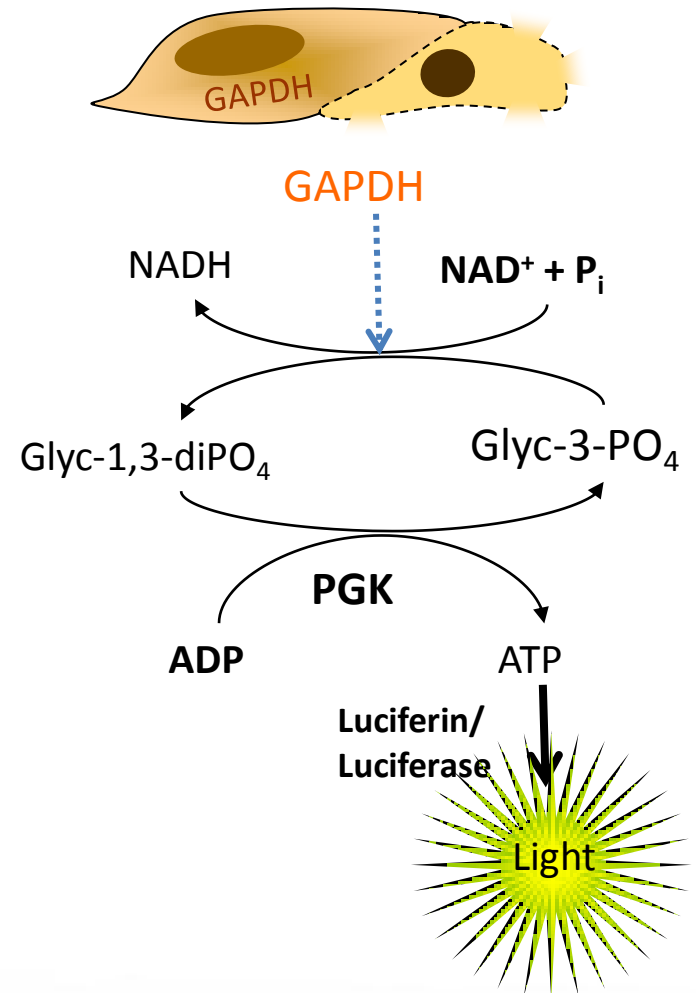 GAPDH
GAPDH
NADH
NAD⁺ + Pᵢ
Glyc-1,3-diPO₄
Glyc-3-PO₄
PGK
ADP
ATP
Luciferin/
Luciferase
Light